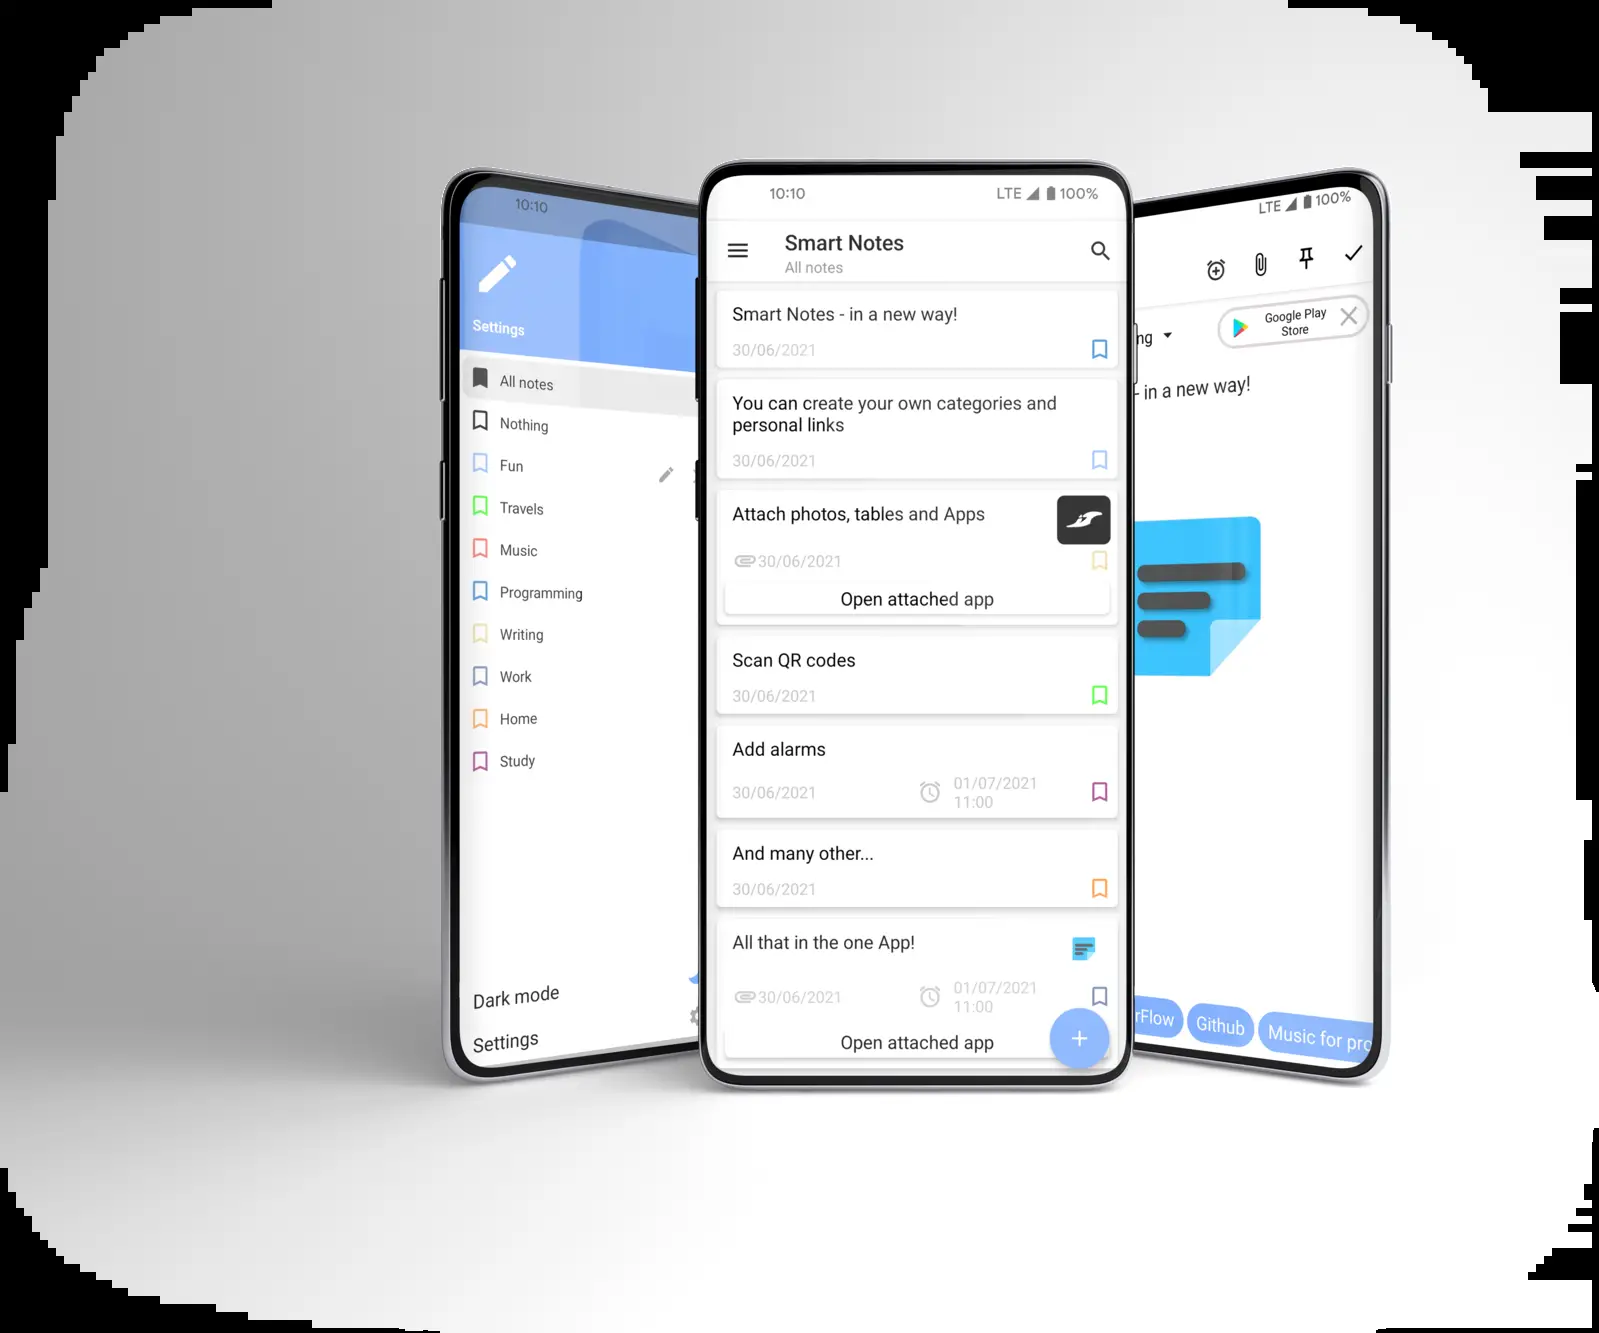 10:10
Settings
All notes
Nothing
Fun
Travels
Music
Programming
Writing
Work
Home
Study
Dark mode
Settings
10:10
LTE 100%
Smart Notes
All notes
Smart Notes - in a new way!
30/06/2021
You can create your own categories and
personal links
30/06/2021
Attach photos, tables and Apps
30/06/2021
Open attached app
Scan QR codes
30/06/2021
Add alarms
30/06/2021
01/07/2021
11:00
And many other...
30/06/2021
All that in the one App!
30/06/2021
01/07/2021
11:00
Open attached app
+
LTE 100%
ng
Google Play
Store
- in a new way!
rFlow
Github
Music for pro